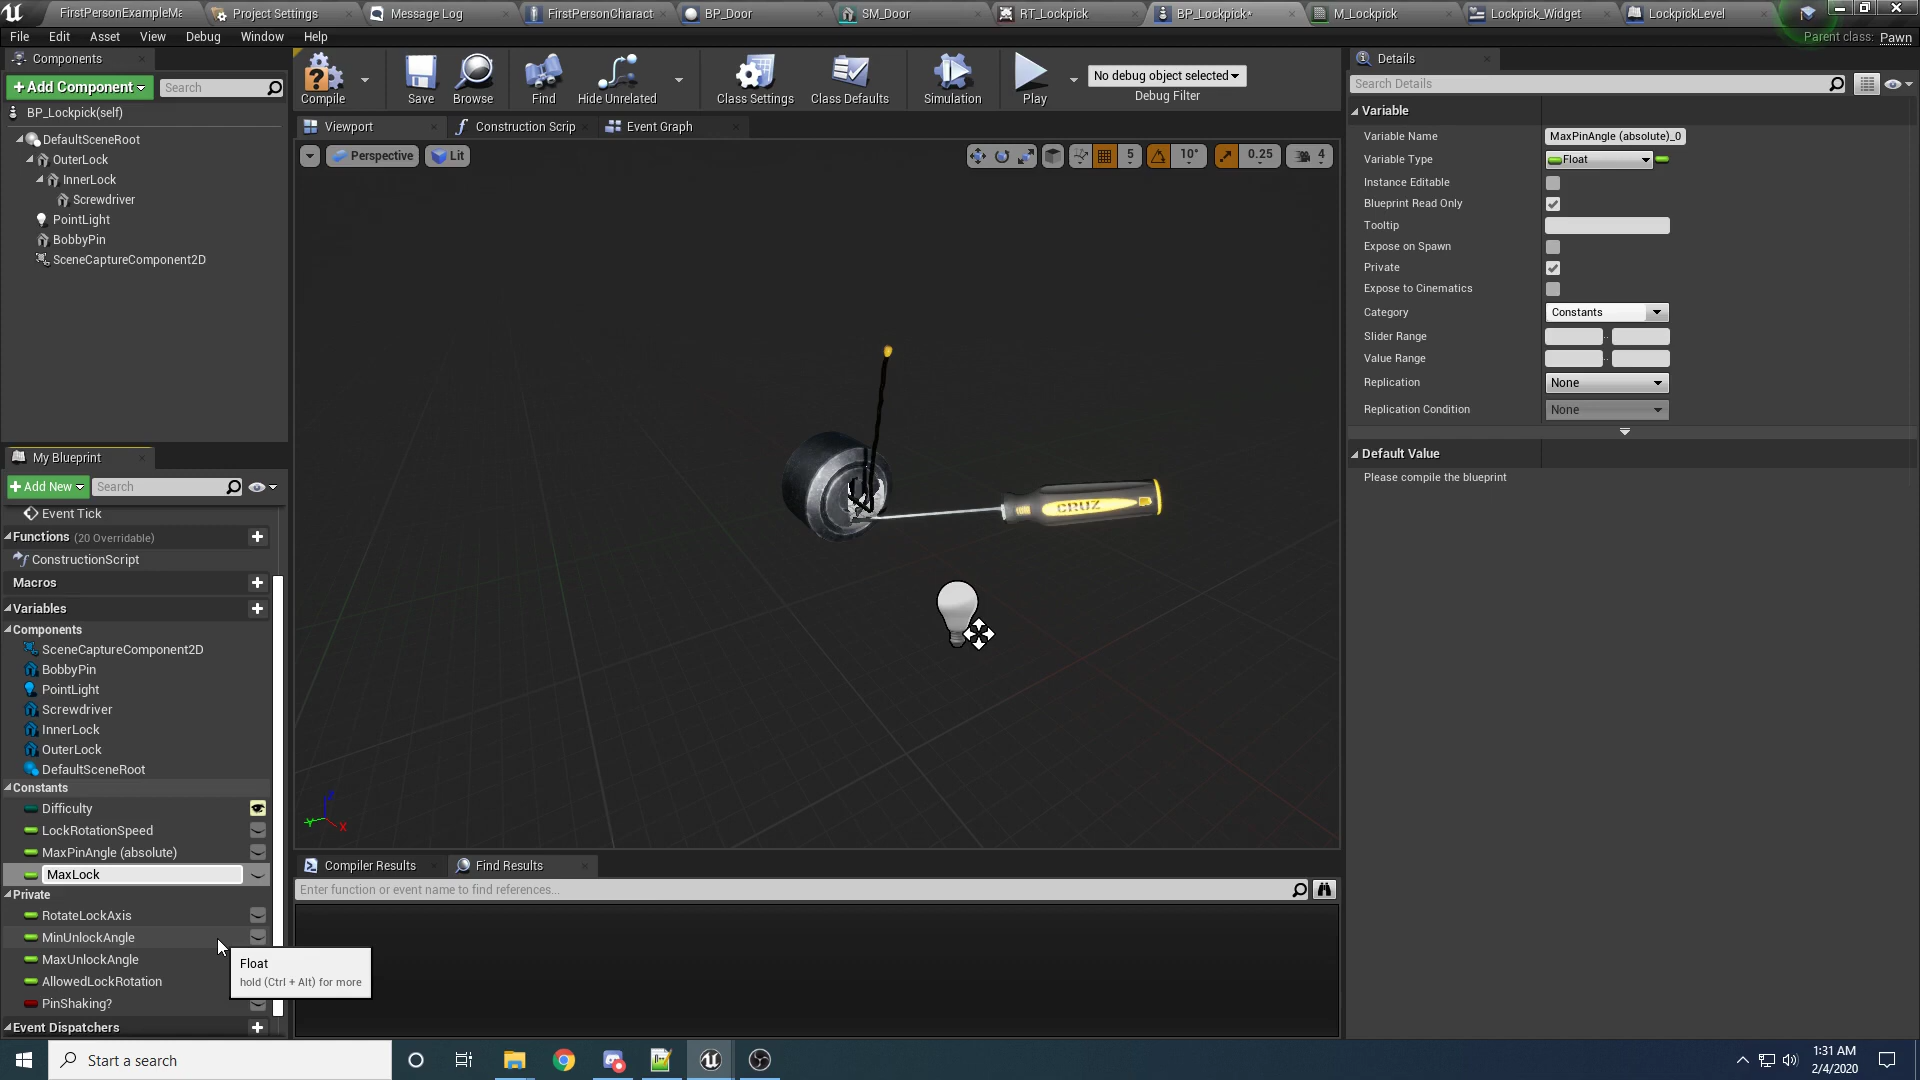 FirstPersonExampleMa
Project Settings
Message Log
FirstPersonCharact
BP_Door
SM_Door
RT_Lockpick
BP_Lockpick*
M_Lockpick
Lockpick_Widget
LockpickLevel
File Edit Asset View Debug Window Help
Parent class: Pawn
Components
+Add Component
Search
BP_Lockpick(self)
DefaultSceneRoot
OuterLock
InnerLock
Screwdriver
PointLight
BobbyPin
SceneCaptureComponent2D
Compile
Save
Browse
Find
Hide Unrelated
Class Settings
Class Defaults
Simulation
Play
No debug object selected
Debug Filter
Viewport
Construction Scrip
Event Graph
Perspective
Lit
5
10°
0.25
4
CRUZ
My Blueprint
+Add New
Search
Event Tick
Functions (20 Overridable)
ConstructionScript
Macros
Variables
Components
SceneCaptureComponent2D
BobbyPin
PointLight
Screwdriver
InnerLock
OuterLock
DefaultSceneRoot
Constants
Difficulty
LockRotationSpeed
MaxPinAngle (absolute)
MaxLock
Private
RotateLockAxis
MinUnlockAngle
MaxUnlockAngle
AllowedLockRotation
PinShaking?
Event Dispatchers
Float
hold (Ctrl + Alt) for more
Compiler Results
Find Results
Enter function or event name to find references...
Details
Search Details
Variable
Variable Name
MaxPinAngle (absolute)_0
Variable Type
Float
Instance Editable
Blueprint Read Only
Tooltip
Expose on Spawn
Private
Expose to Cinematics
Category
Constants
Slider Range
Value Range
Replication
None
Replication Condition
None
Default Value
Please compile the blueprint
Start a search
1:31 AM
2/4/2020